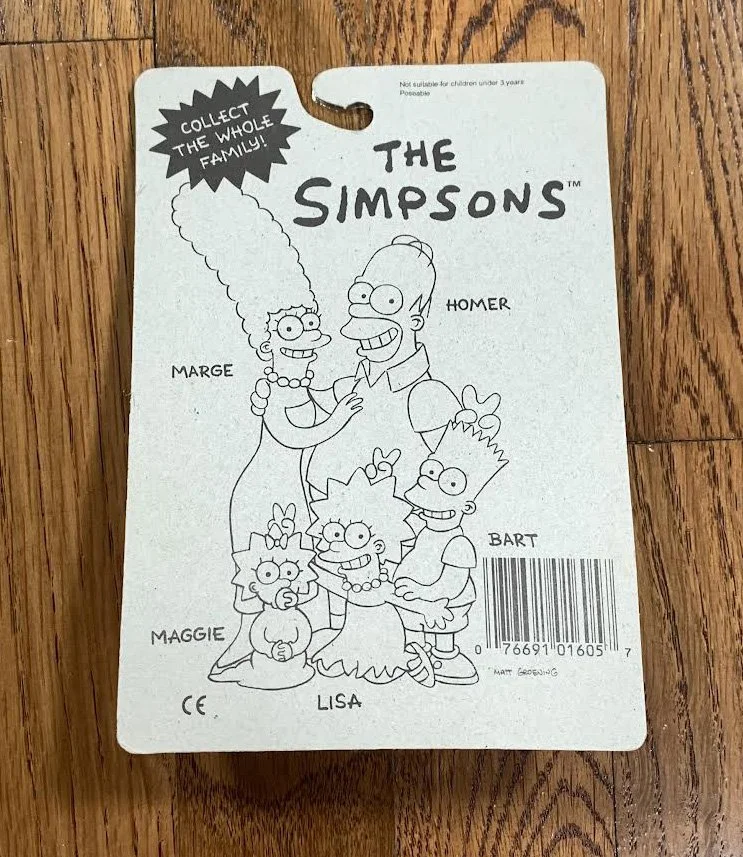 Not suitable for children under 3 years
Poseable
COLLECT
THE WHOLE
FAMILY!
THE
SIMPSONS™
HOMER
MARGE
BART
MAGGIE
LISA
CE
0 76691 01605 7
MATT GROENING